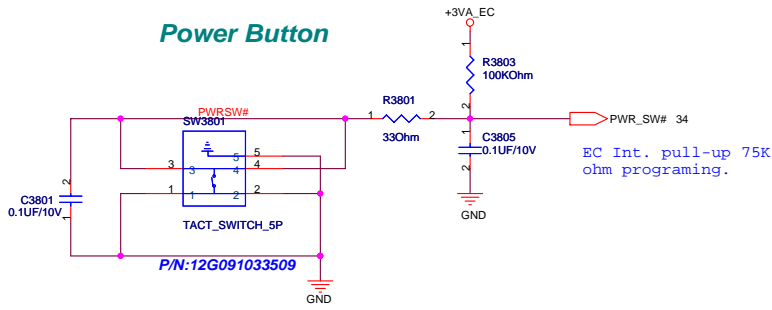 +3VA_EC
Power Button
1
R3803
100KOhm
2
R3801
PWRSW#
1 2
SW3801
33Ohm
PWR_SW# 34
1
C3805
0.1UF/10V
2
EC Int. pull-up 75K
ohm programing.
GND
5 5
3 3 4 4
1 1 2 2
2
C3801
0.1UF/10V
1
TACT_SWITCH_5P
P/N:12G091033509
GND